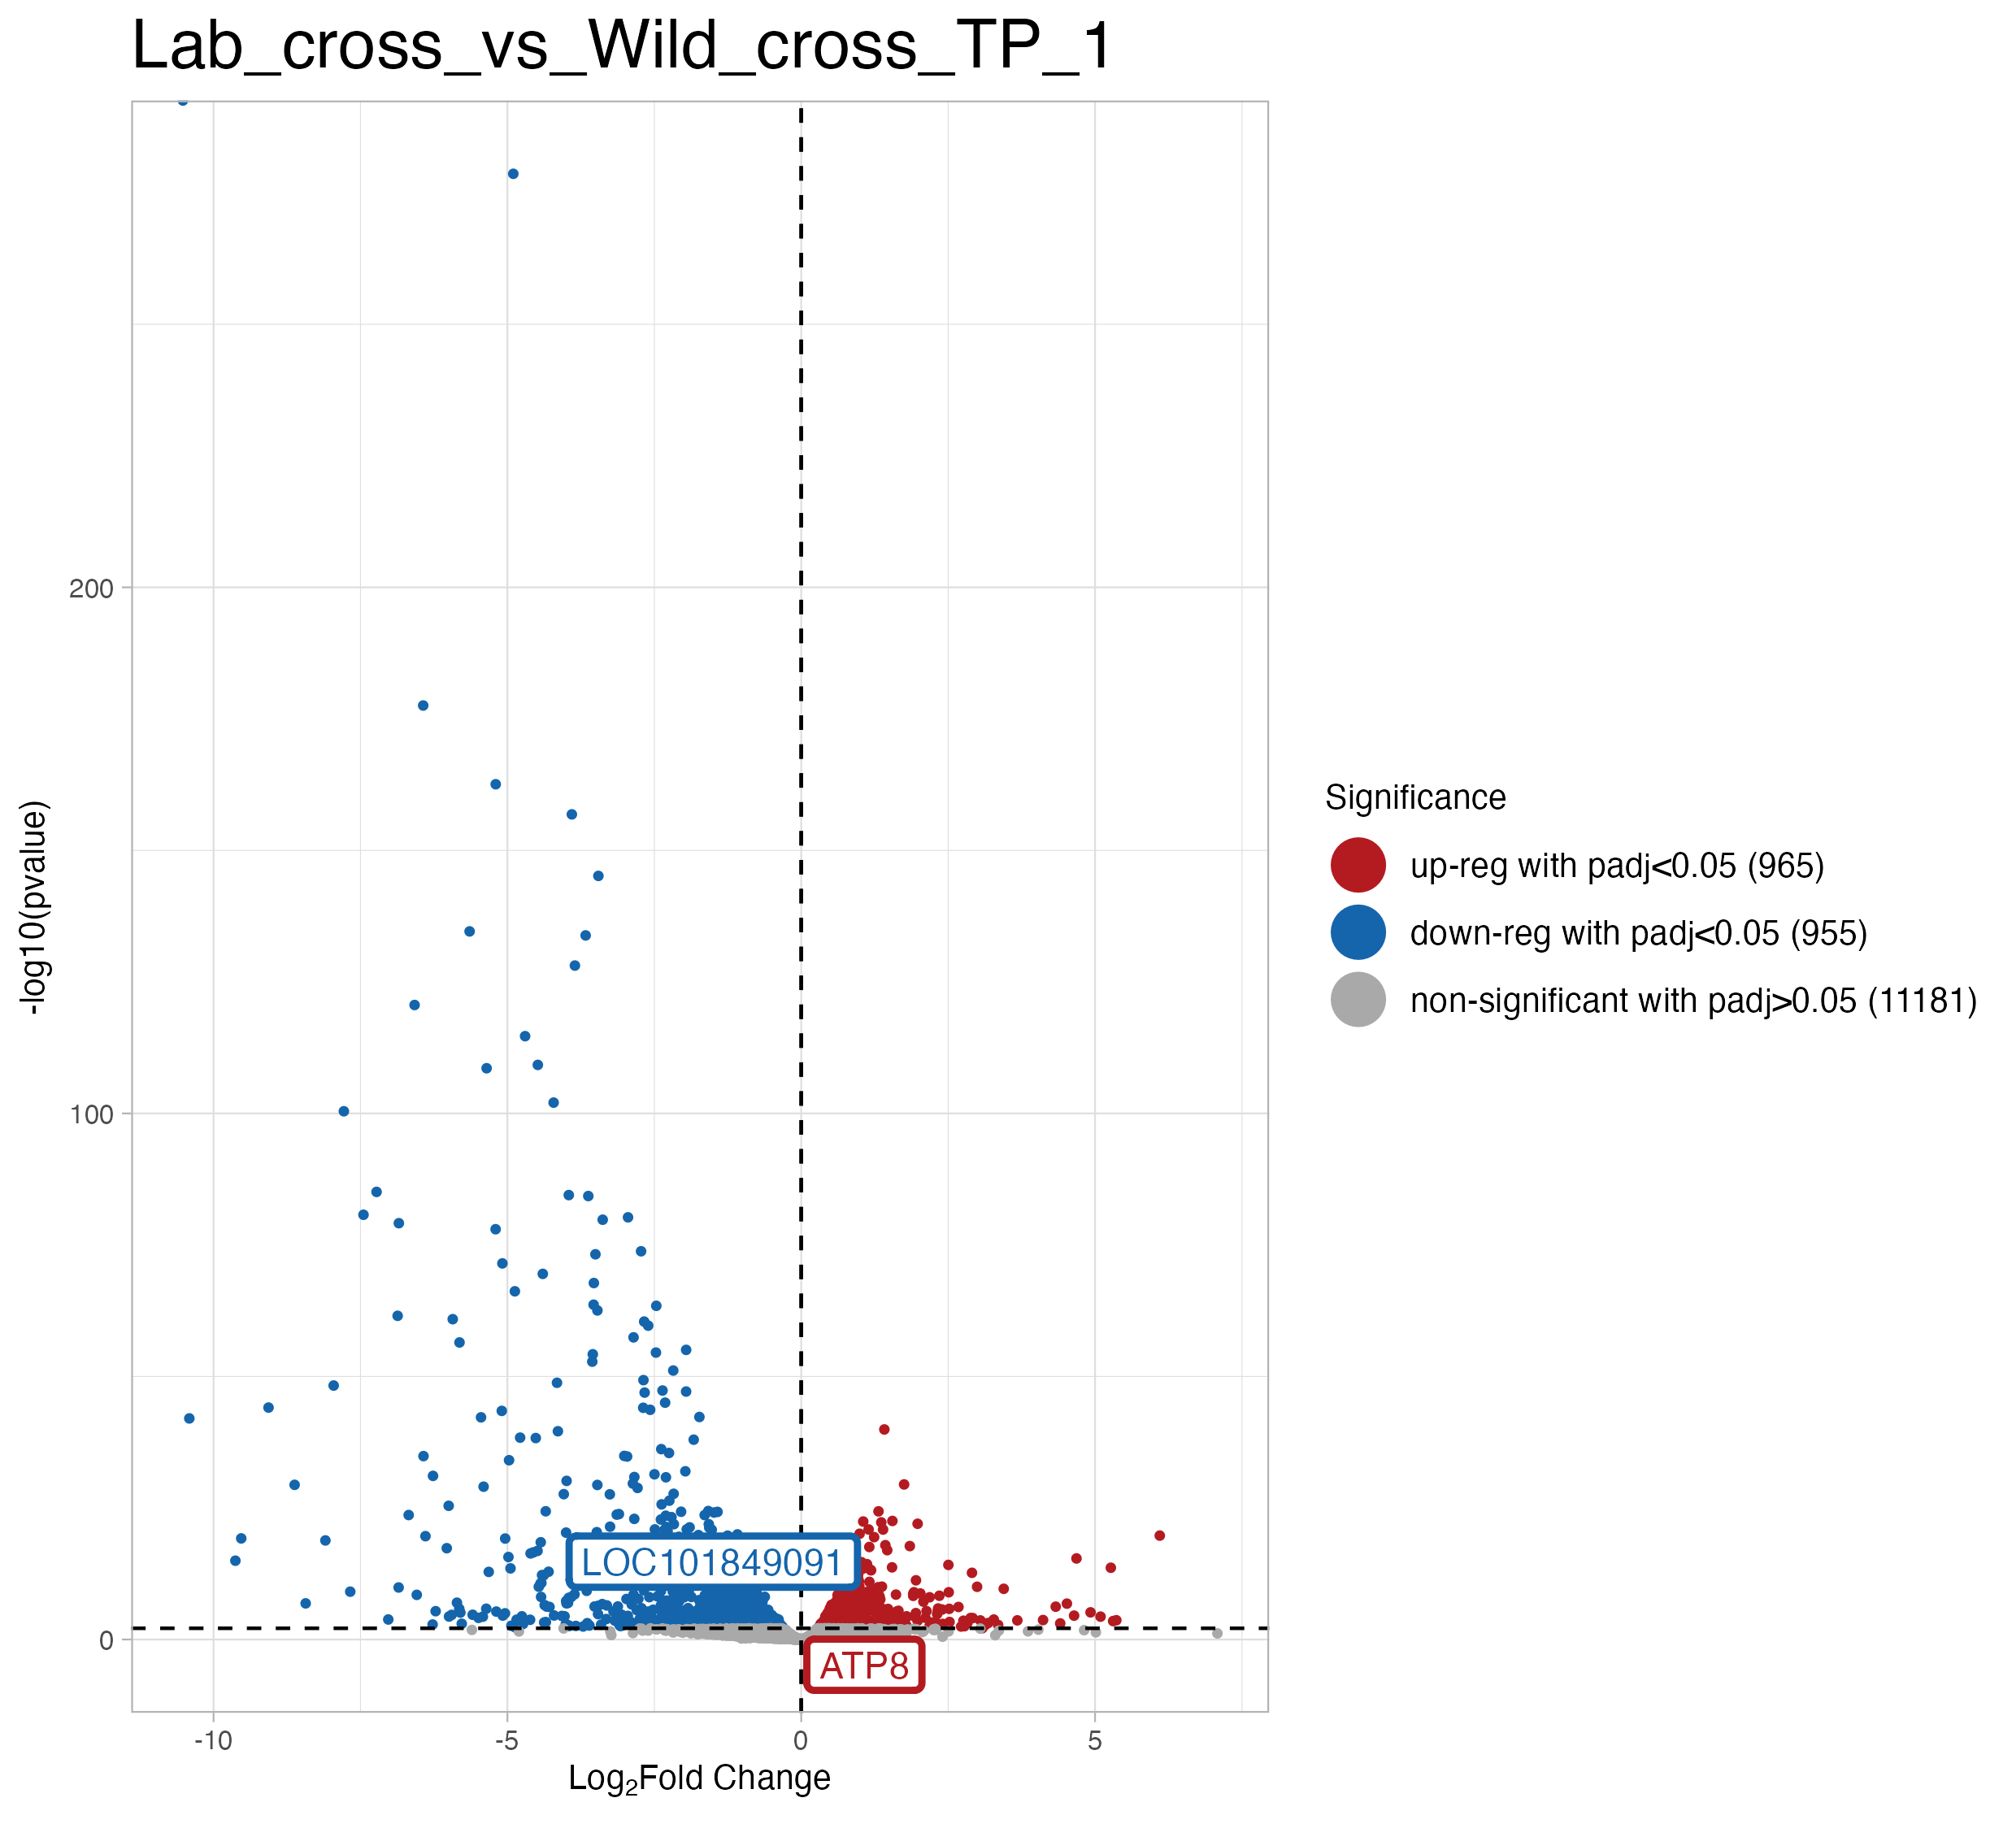 Lab_cross_vs_Wild_cross_TP_1
200
100
0
-log10(pvalue)
LOC101849091
ATP8
-10
-5
0
5
Log₂Fold Change
Significance
up-reg with padj<0.05 (965)
down-reg with padj<0.05 (955)
non-significant with padj>0.05 (11181)